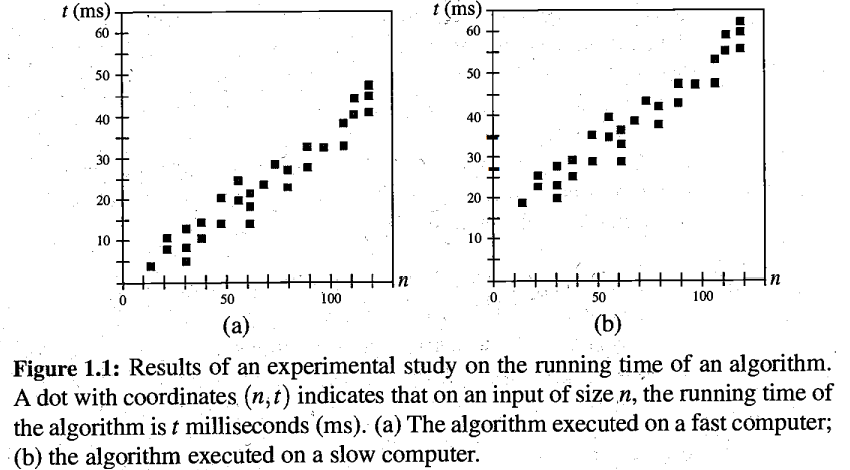 t (ms)
60
50
40
30
20
10
0
50
100
n
(a)
t (ms)
60
50
40
30
20
10
0
50
100
n
(b)
Figure 1.1: Results of an experimental study on the running time of an algorithm.
A dot with coordinates (n,t) indicates that on an input of size n, the running time of
the algorithm is t milliseconds (ms). (a) The algorithm executed on a fast computer;
(b) the algorithm executed on a slow computer.